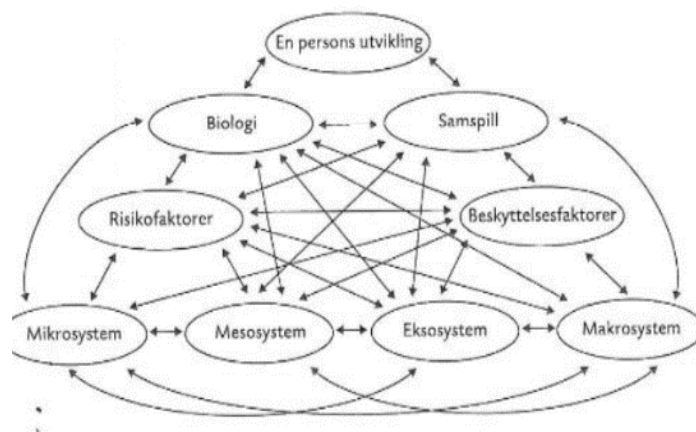 En persons utvikling
Biologi
Samspill
Risikofaktorer
Beskyttelsesfaktorer
Mikrosystem
Mesosystem
Eksosystem
Makrosystem